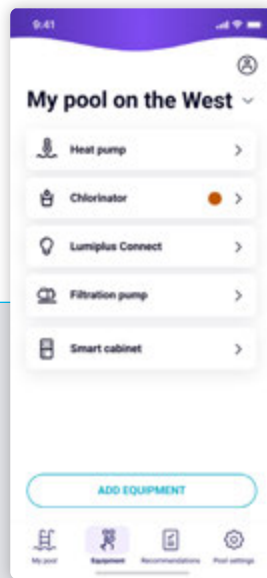 9:41
My pool on the West
Heat pump
Chlorinator
Lumiplus Connect
Filtration pump
Smart cabinet
ADD EQUIPMENT
My pool
Equipment
Recommendations
Pool settings